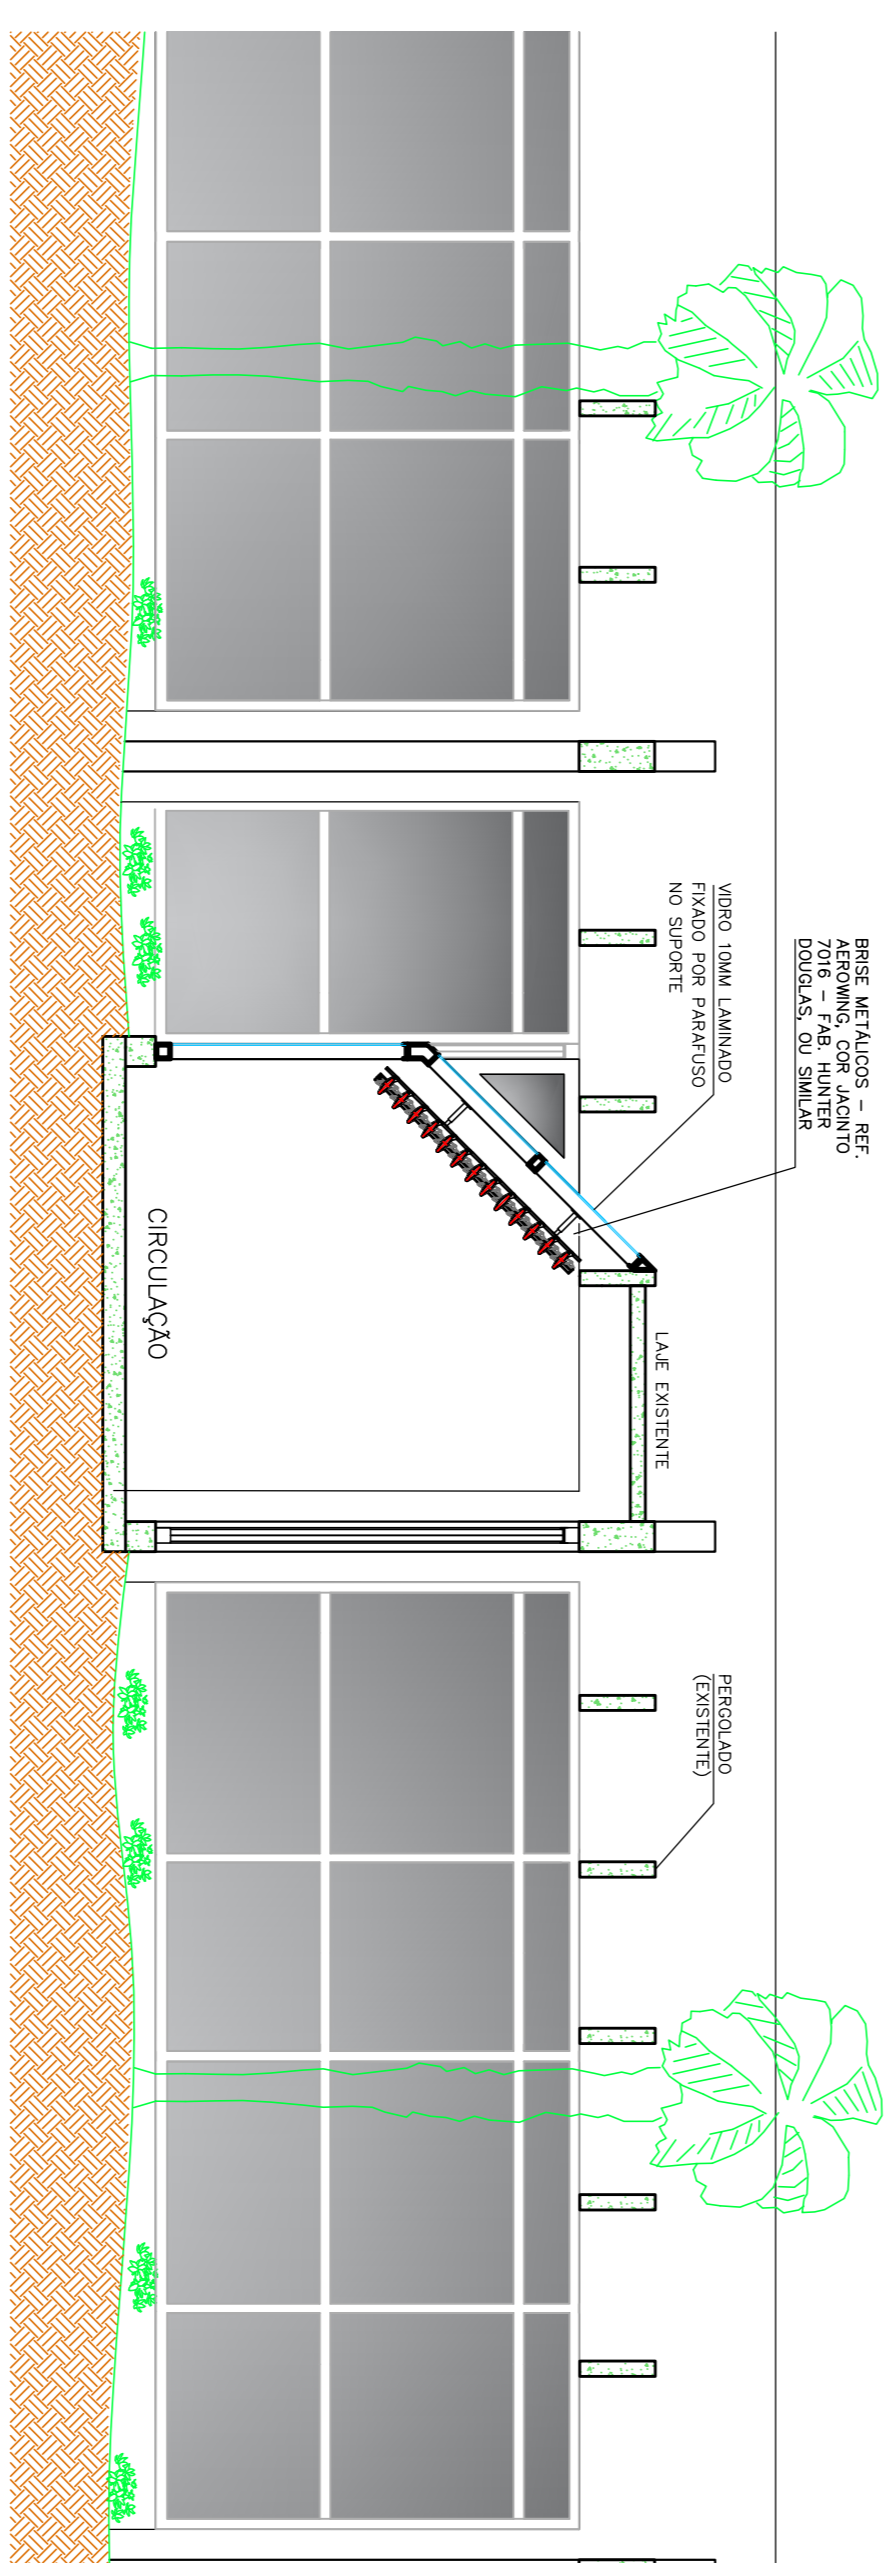 BRISE METÁLICOS – REF.
AEROWING, COR JACINTO
7016 – FAB. HUNTER
DOUGLAS, OU SIMILAR
VIDRO 10MM LAMINADO
FIXADO POR PARAFUSO
NO SUPORTE
PERGOLADO
(EXISTENTE)
LAJE EXISTENTE
CIRCULAÇÃO